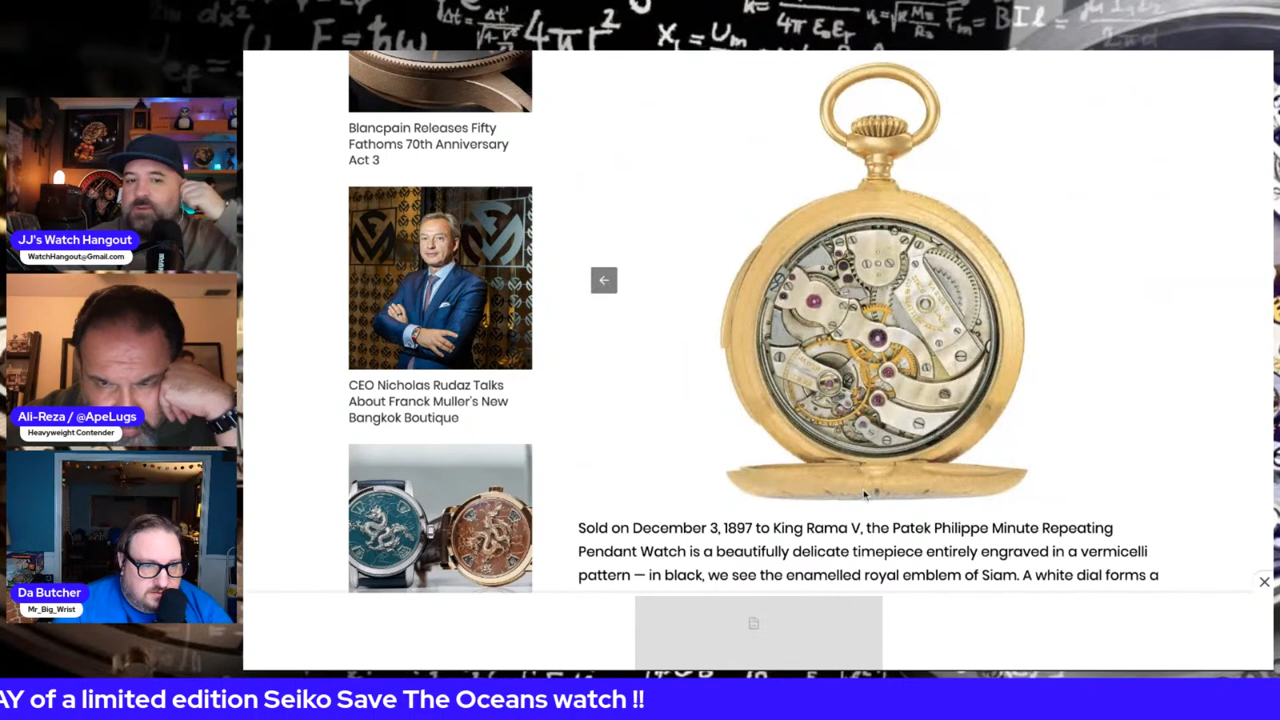 JJ's Watch Hangout
WatchHangout@Gmail.com
Ali-Reza / @ApeLugs
Heavyweight Contender
Da Butcher
Mr_Big_Wrist
Blancpain Releases Fifty
Fathoms 70th Anniversary
Act 3
CEO Nicholas Rudaz Talks
About Franck Muller's New
Bangkok Boutique
Sold on December 3, 1897 to King Rama V, the Patek Philippe Minute Repeating
Pendant Watch is a beautifully delicate timepiece entirely engraved in a vermicelli
pattern — in black, we see the enamelled royal emblem of Siam. A white dial forms a
AY of a limited edition Seiko Save The Oceans watch !!